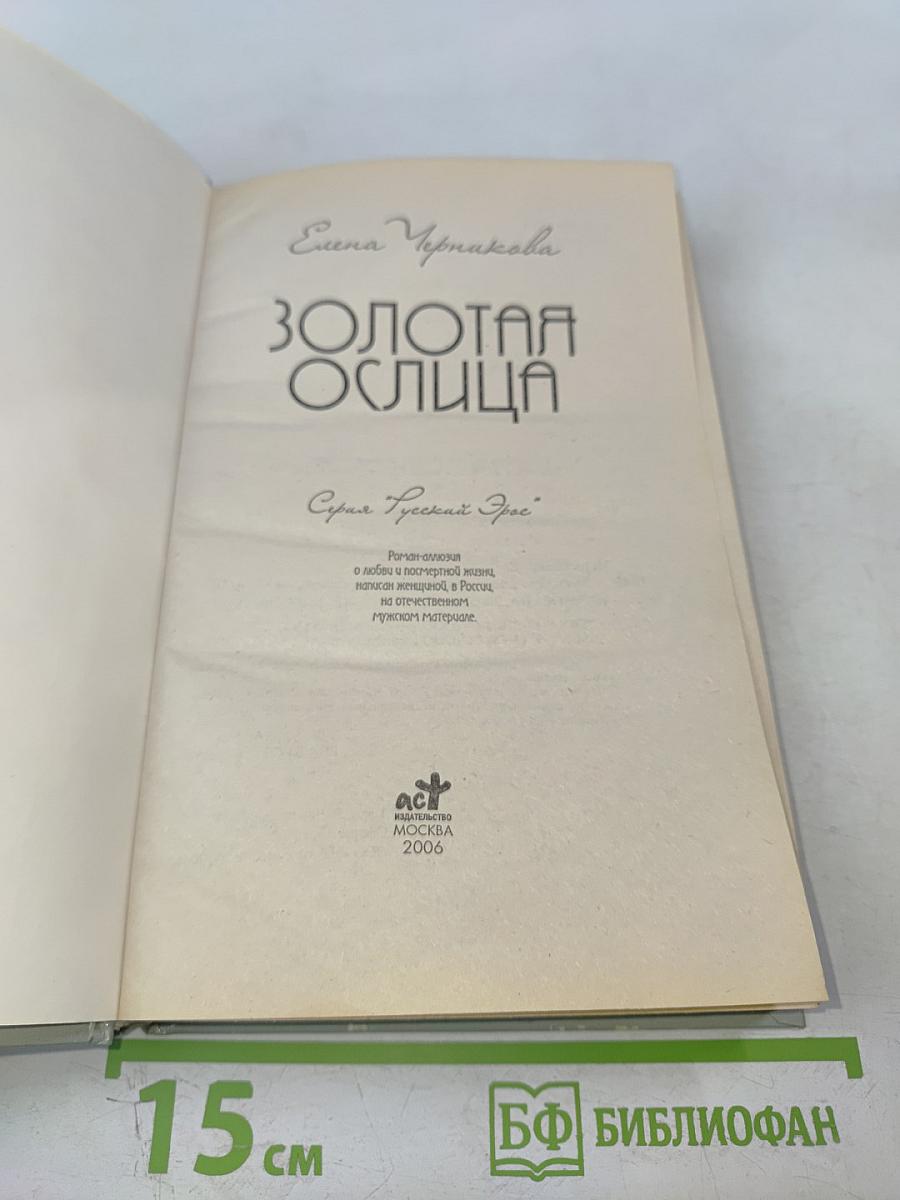 Елена Черникова
ЗОЛОТАЯ
ОСЛИЦА
Серия "Русский Эрос"
Роман-аллюзия
о любви и посмертной жизни,
написан женщиной, в России,
на отечественном
мужском материале.
аст
ИЗДАТЕЛЬСТВО
МОСКВА
2006
15 см
БФ БИБЛИОФАН